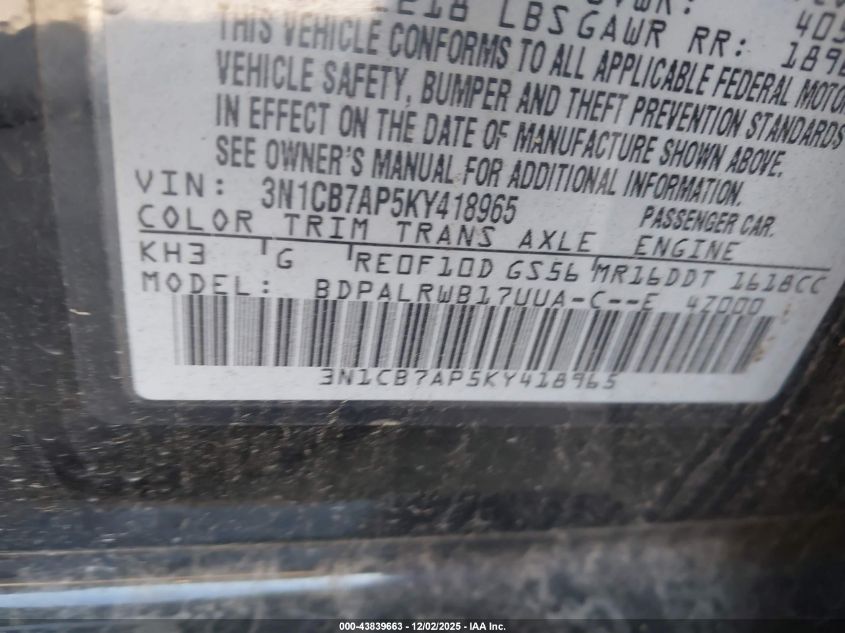 LBS GAWR RR:
THIS VEHICLE CONFORMS TO ALL APPLICABLE FEDERAL MOTOR
VEHICLE SAFETY, BUMPER AND THEFT PREVENTION STANDARDS
IN EFFECT ON THE DATE OF MANUFACTURE SHOWN ABOVE.
SEE OWNER'S MANUAL FOR ADDITIONAL INFORMATION.
VIN: 3N1CB7AP5KY418965 PASSENGER CAR.
COLOR TRIM TRANS AXLE ENGINE
KH3 G RE0F10D GS56 MR16DDT 1618CC
MODEL: BDPALRWB17UUA-C--E 4Z000
3N1CB7AP5KY418965
000-43839663 - 12/02/2025 - IAA Inc.